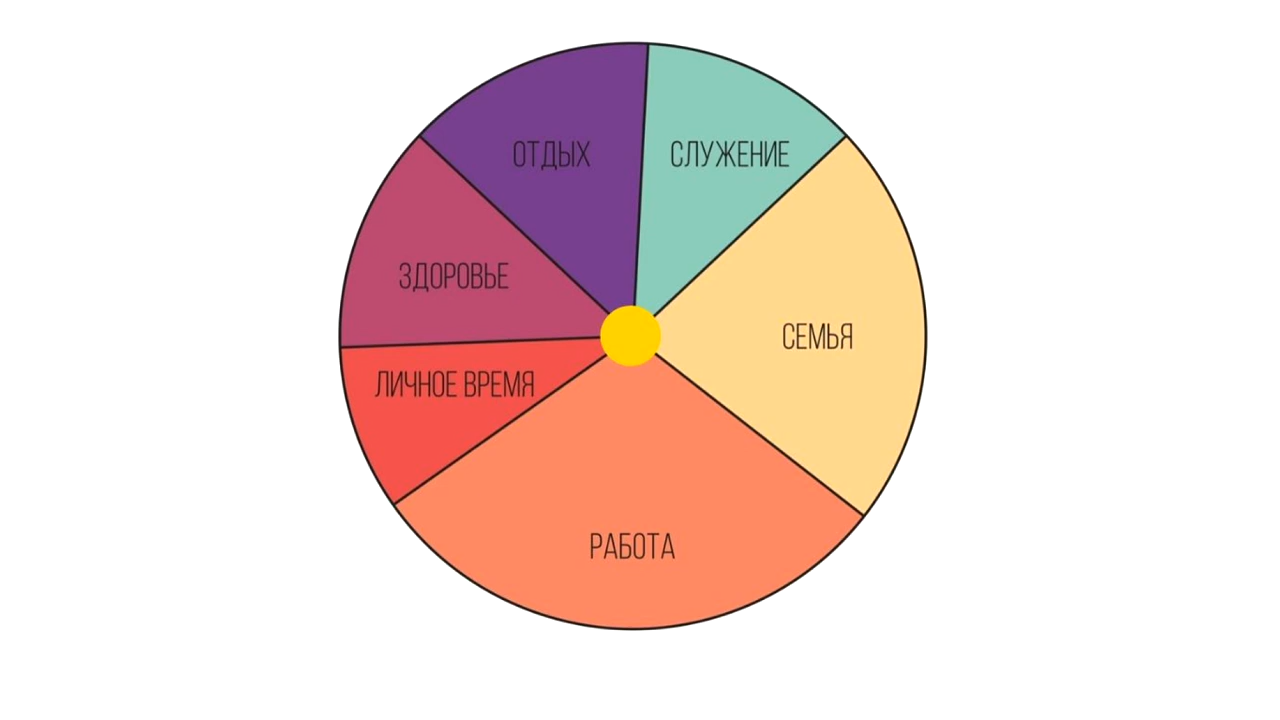 ОТДЫХ
СЛУЖЕНИЕ
ЗДОРОВЬЕ
СЕМЬЯ
ЛИЧНОЕ ВРЕМЯ
РАБОТА